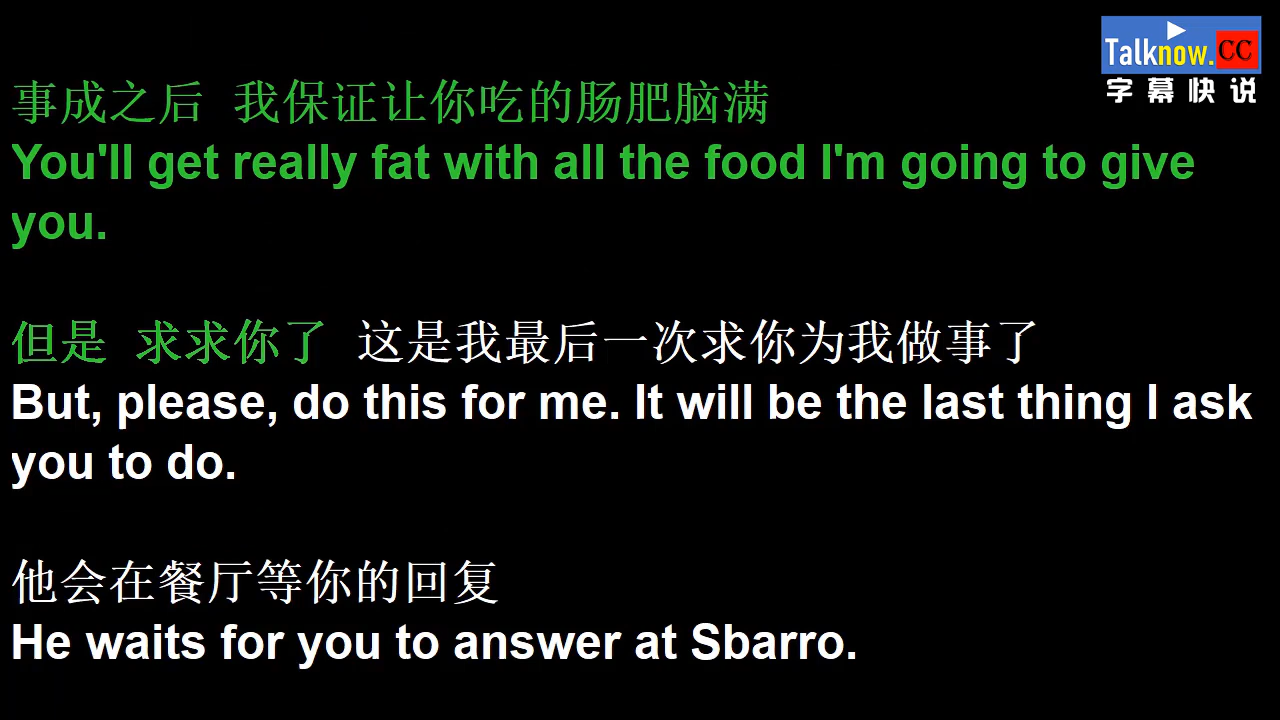 Talknow.CC
字幕快说
事成之后 我保证让你吃的肠肥脑满
You'll get really fat with all the food I'm going to give
you.
但是 求求你了 这是我最后一次求你为我做事了
But, please, do this for me. It will be the last thing I ask
you to do.
他会在餐厅等你的回复
He waits for you to answer at Sbarro.